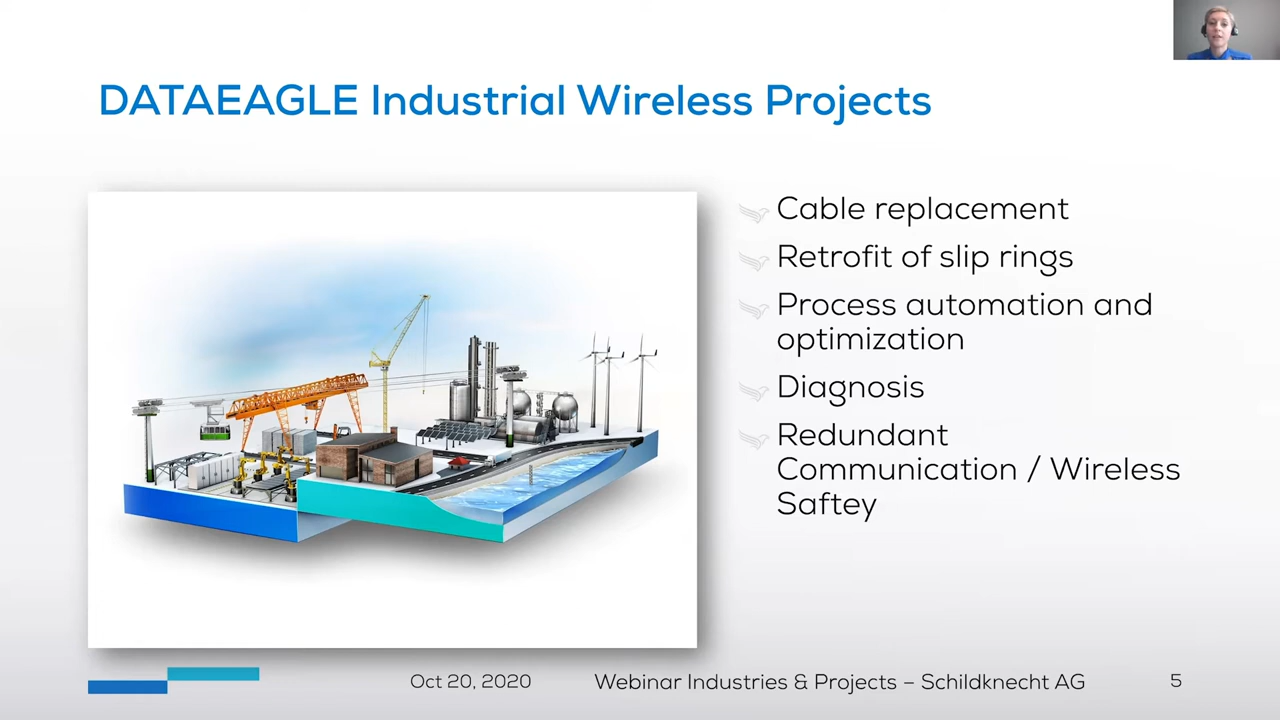 DATAEAGLE Industrial Wireless Projects
Cable replacement
Retrofit of slip rings
Process automation and
optimization
Diagnosis
Redundant
Communication / Wireless
Saftey
Oct 20, 2020
Webinar Industries & Projects – Schildknecht AG
5